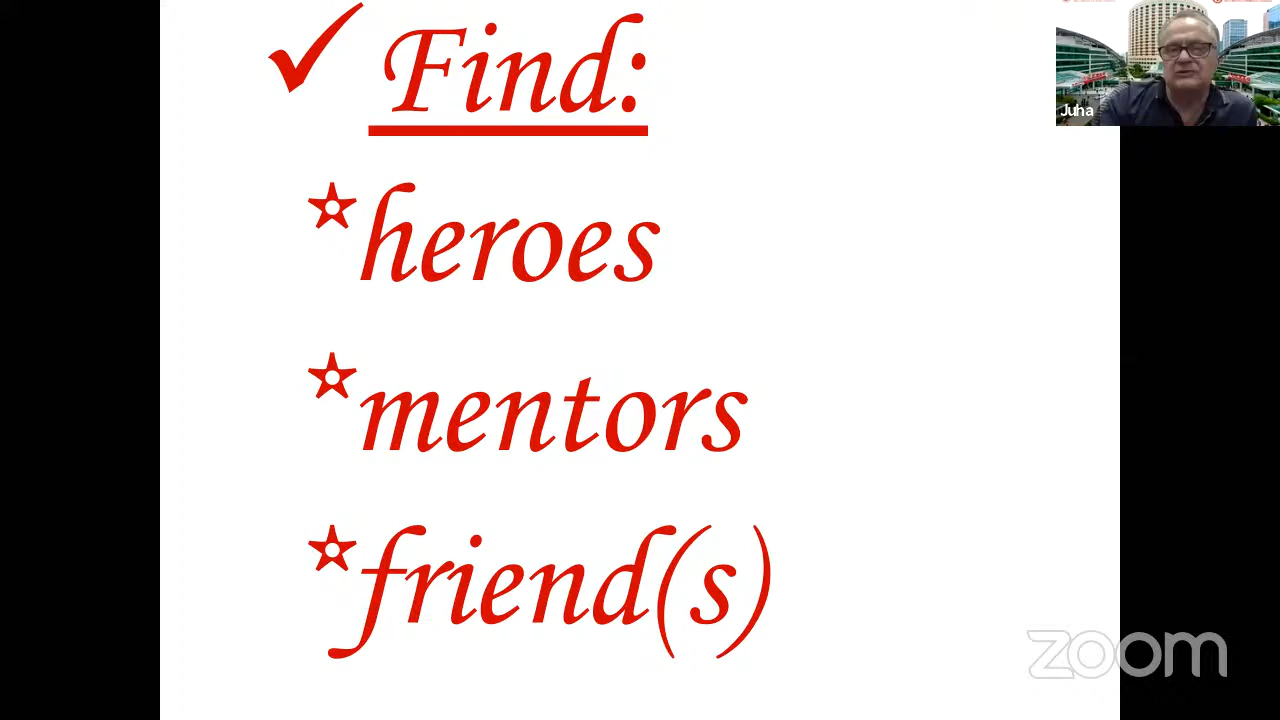 ✓ Find:
*heroes
*mentors
*friend(s)
Juha
zoom